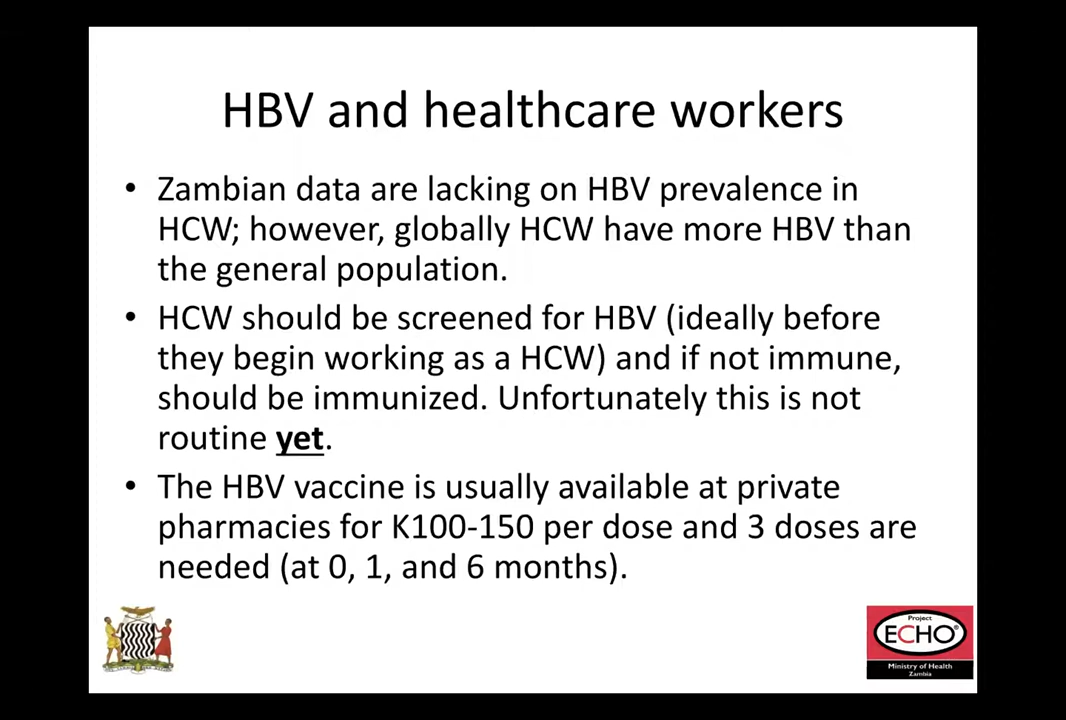 HBV and healthcare workers
• Zambian data are lacking on HBV prevalence in
HCW; however, globally HCW have more HBV than
the general population.
• HCW should be screened for HBV (ideally before
they begin working as a HCW) and if not immune,
should be immunized. Unfortunately this is not
routine yet.
• The HBV vaccine is usually available at private
pharmacies for K100-150 per dose and 3 doses are
needed (at 0, 1, and 6 months).
Project
ECHO®
Ministry of Health
Zambia